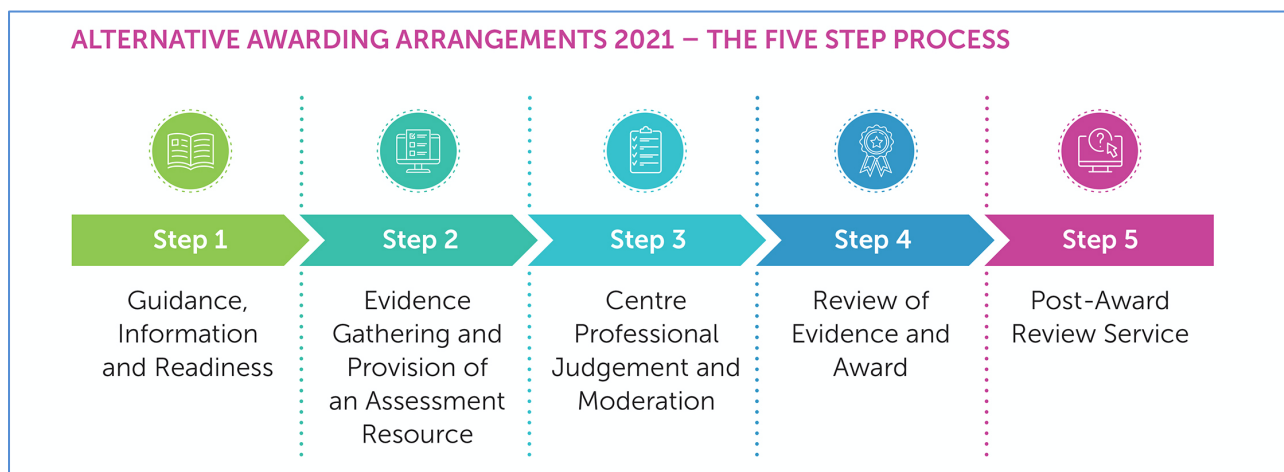 ALTERNATIVE AWARDING ARRANGEMENTS 2021 – THE FIVE STEP PROCESS
Step 1
Guidance,
Information
and Readiness
Step 2
Evidence
Gathering and
Provision of
an Assessment
Resource
Step 3
Centre
Professional
Judgement and
Moderation
Step 4
Review of
Evidence and
Award
Step 5
Post-Award
Review Service